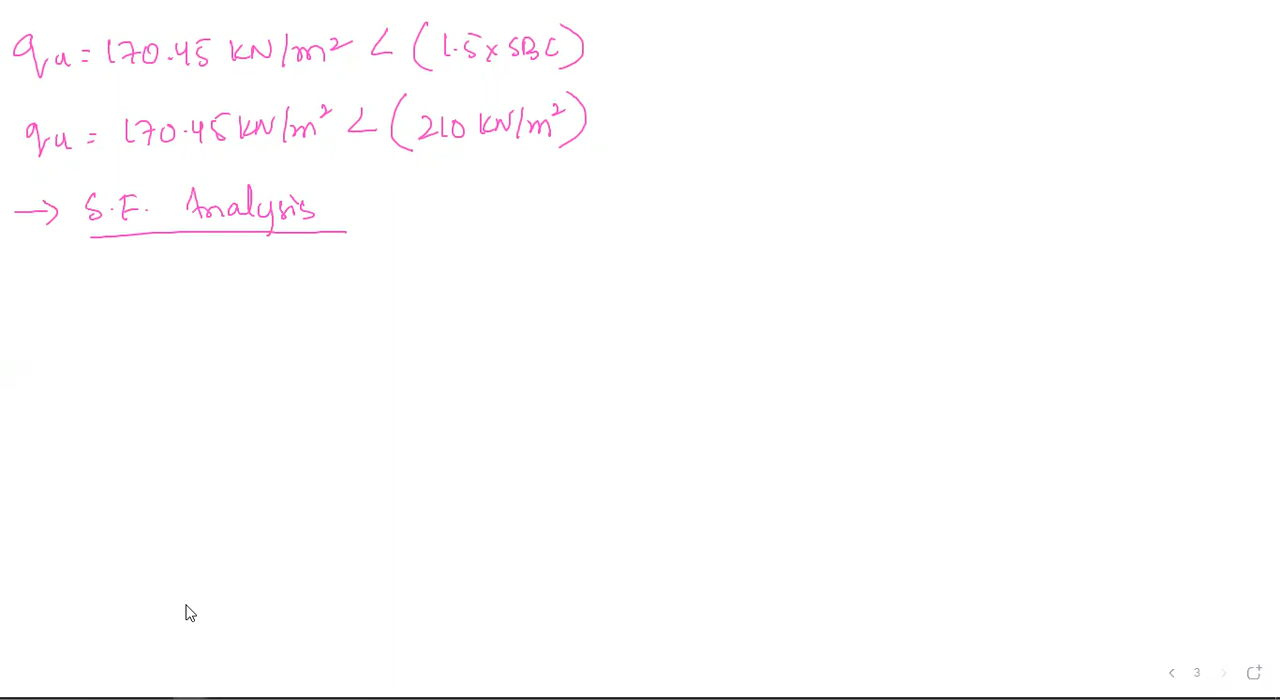 qu = 170.45 KN/m² < (1.5 x SBC)
qu = 170.45 KN/m² < (210 KN/m²)
→ S.F. Analysis
3